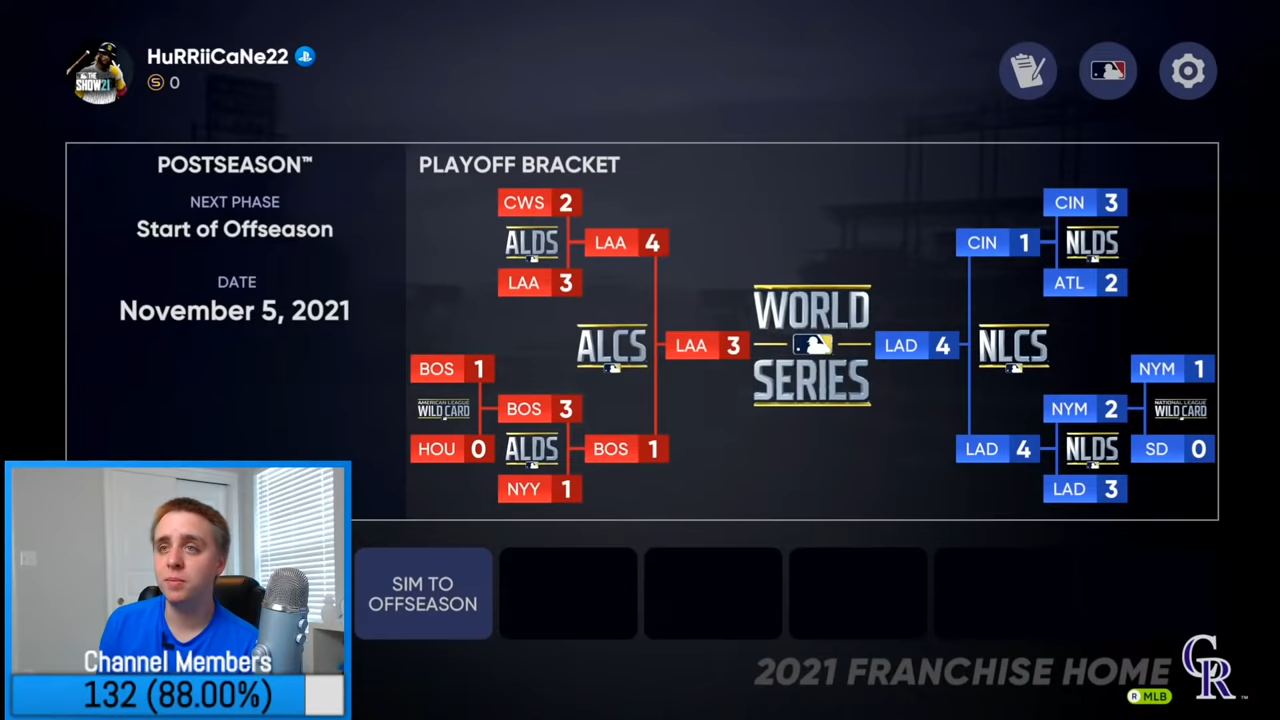 HuRRiiCaNe22
0
THE
SHOW21
POSTSEASON™
NEXT PHASE
Start of Offseason
DATE
November 5, 2021
PLAYOFF BRACKET
CWS 2
ALDS
LAA 3
LAA 4
ALCS
BOS 1
AMERICAN LEAGUE
WILD CARD
HOU 0
BOS 3
ALDS
NYY 1
BOS 1
LAA 3
WORLD
SERIES
LAD 4
CIN 3
NLDS
ATL 2
CIN 1
NLCS
NYM 1
NATIONAL LEAGUE
WILD CARD
SD 0
NYM 2
NLDS
LAD 3
LAD 4
SIM TO
OFFSEASON
2021 FRANCHISE HOME
CR
™
R MLB
Channel Members
132 (88.00%)